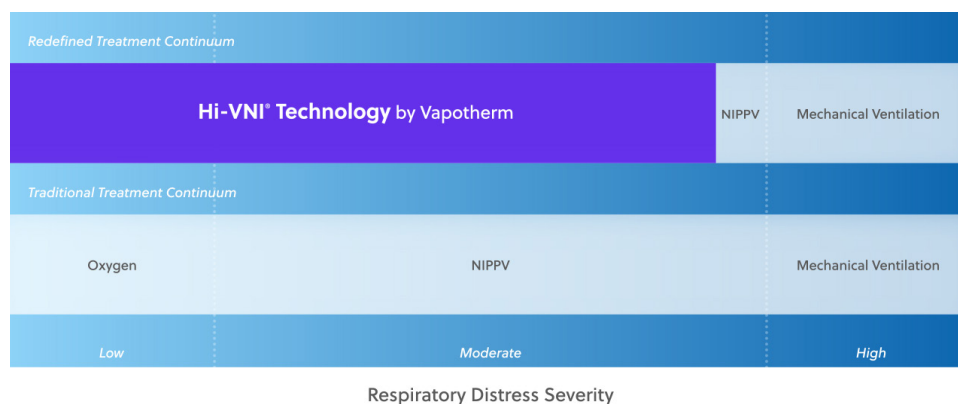 Redefined Treatment Continuum
Hi-VNI® Technology by Vapotherm
NIPPV
Mechanical Ventilation
Traditional Treatment Continuum
Oxygen
NIPPV
Mechanical Ventilation
Low
Moderate
High
Respiratory Distress Severity